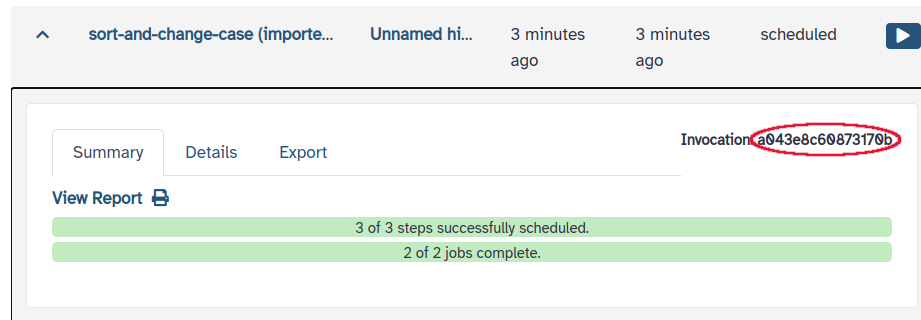 sort-and-change-case (importe... Unnamed hi... 3 minutes ago 3 minutes ago scheduled
Invocation a043e8c60873170b
Summary Details Export
View Report
3 of 3 steps successfully scheduled.
2 of 2 jobs complete.